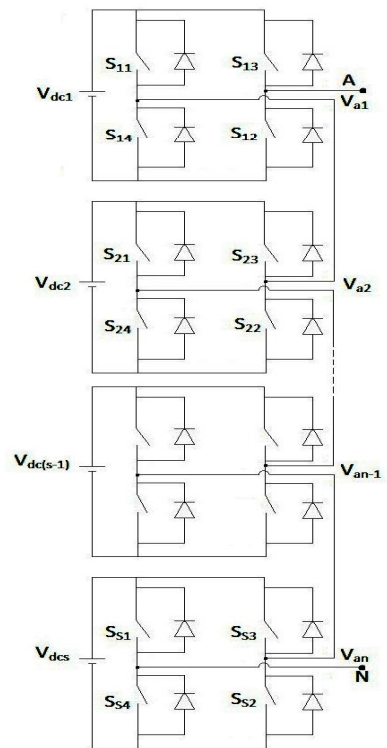 S11 S13
A
Vdc1
Va1
S14 S12
S21 S23
Vdc2
Va2
S24 S22
Vdc(s-1)
Van-1
SS1 SS3
Vdcs
Van
N
SS4 SS2